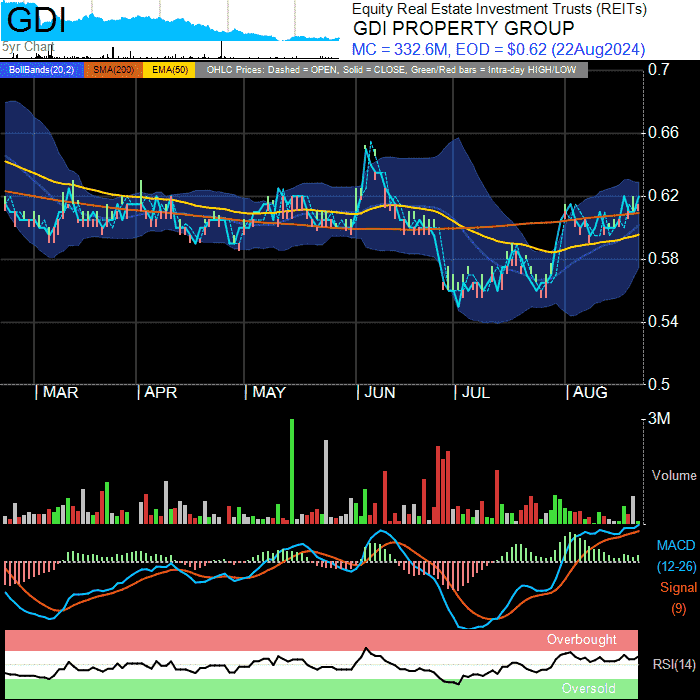 GDI
5yr Chart
Equity Real Estate Investment Trusts (REITs)
GDI PROPERTY GROUP
MC = 332.6M, EOD = $0.62 (22Aug2024)
BollBands(20,2) SMA(200) EMA(50) OHLC Prices: Dashed = OPEN, Solid = CLOSE, Green/Red bars = Intra-day HIGH/LOW
0.7
0.66
0.62
0.58
0.54
0.5
| MAR | APR | MAY | JUN | JUL | AUG
3M
Volume
MACD
(12-26)
Signal
(9)
Overbought
RSI(14)
Oversold